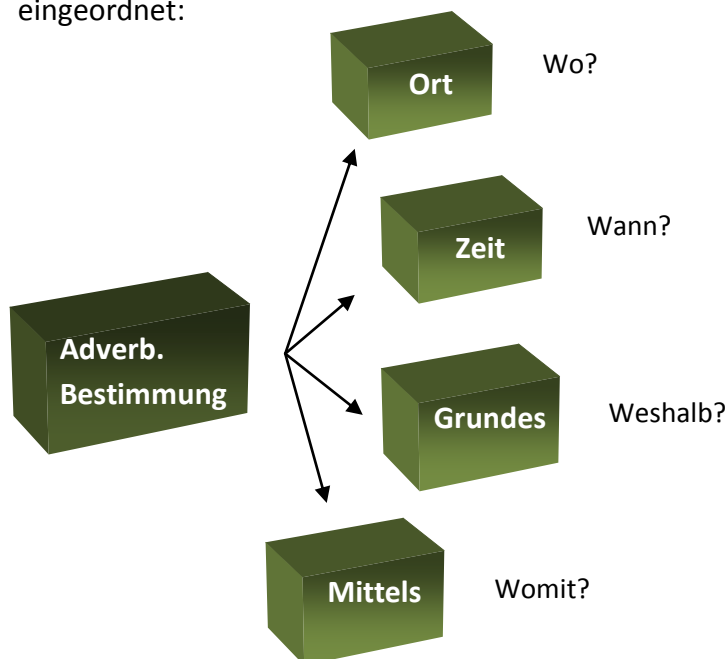 eingeordnet:
Ort
Wo?
Zeit
Wann?
Adverb.
Bestimmung
Grundes
Weshalb?
Mittels
Womit?